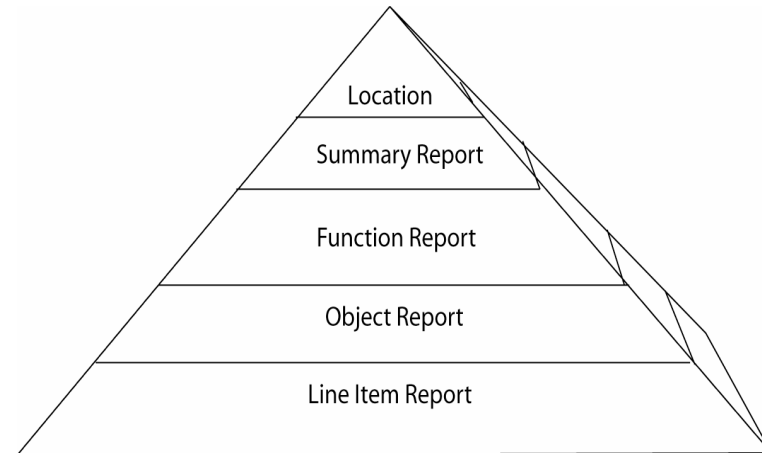 Location
Summary Report
Function Report
Object Report
Line Item Report